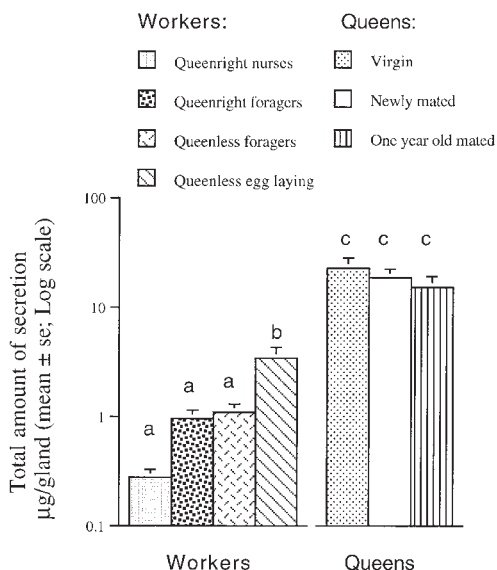 Workers: Queens:
Queenright nurses Virgin
Queenright foragers Newly mated
Queenless foragers One year old mated
Queenless egg laying
Total amount of secretion
µg/gland (mean ± se; Log scale)
100
10
1
0.1
a
a
a
b
c
c
c
Workers Queens